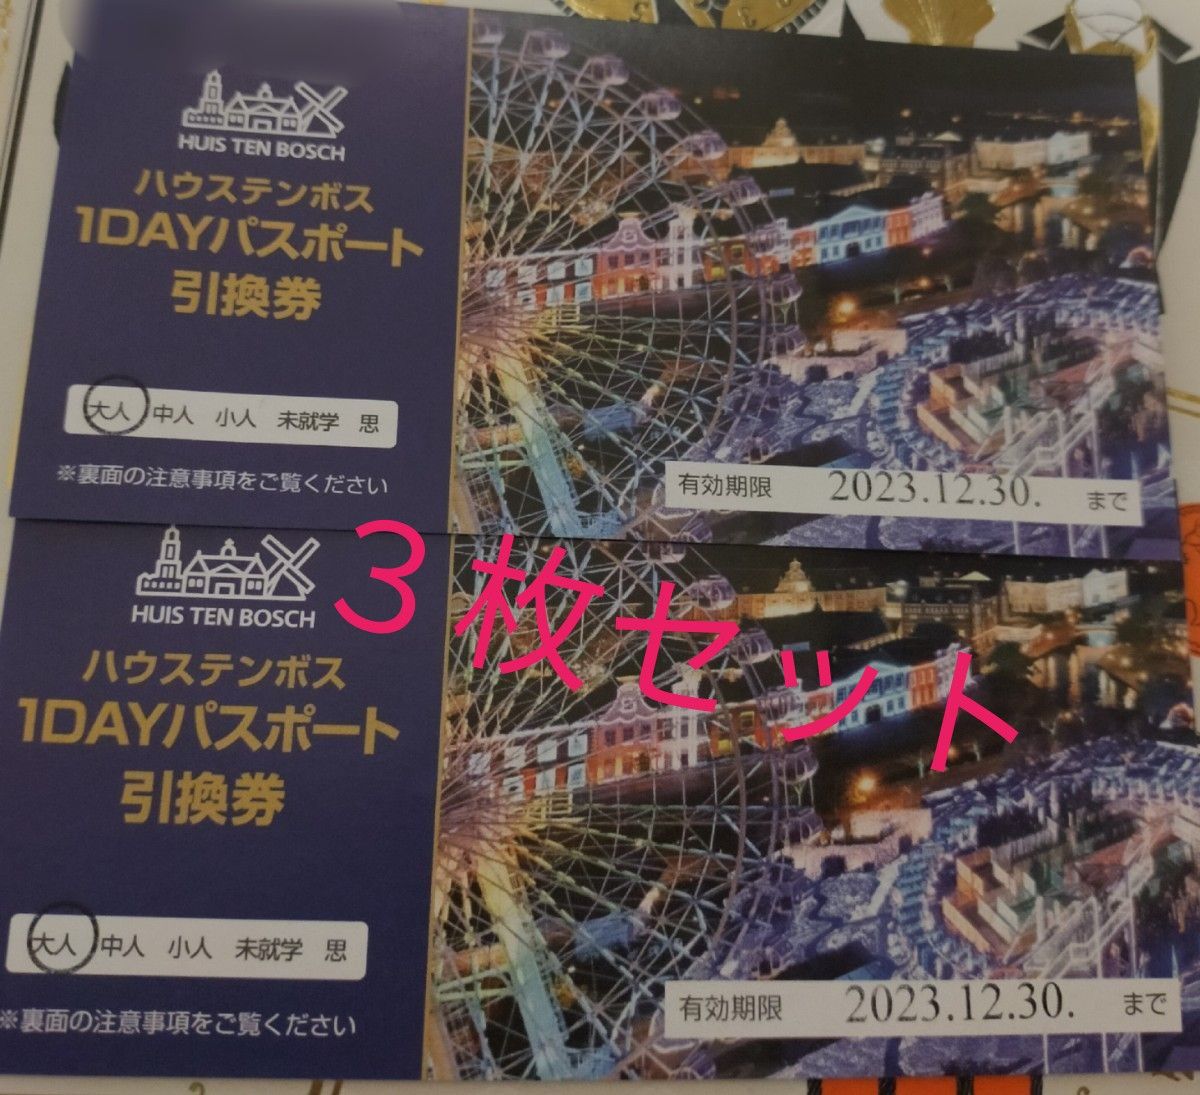 HUIS TEN BOSCH
ハウステンボス
1DAYパスポート
引換券
大人 中人 小人 未就学 思
※裏面の注意事項をご覧ください
有効期限 2023.12.30. まで
3枚セット
HUIS TEN BOSCH
ハウステンボス
1DAYパスポート
引換券
大人 中人 小人 未就学 思
※裏面の注意事項をご覧ください
有効期限 2023.12.30. まで